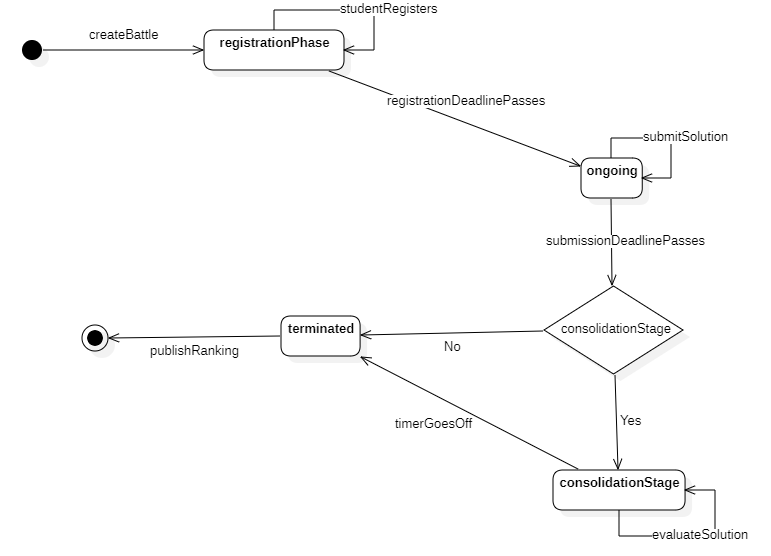 studentRegisters
createBattle
registrationPhase
registrationDeadlinePasses
submitSolution
ongoing
submissionDeadlinePasses
terminated
consolidationStage
publishRanking
No
timerGoesOff
Yes
consolidationStage
evaluateSolution